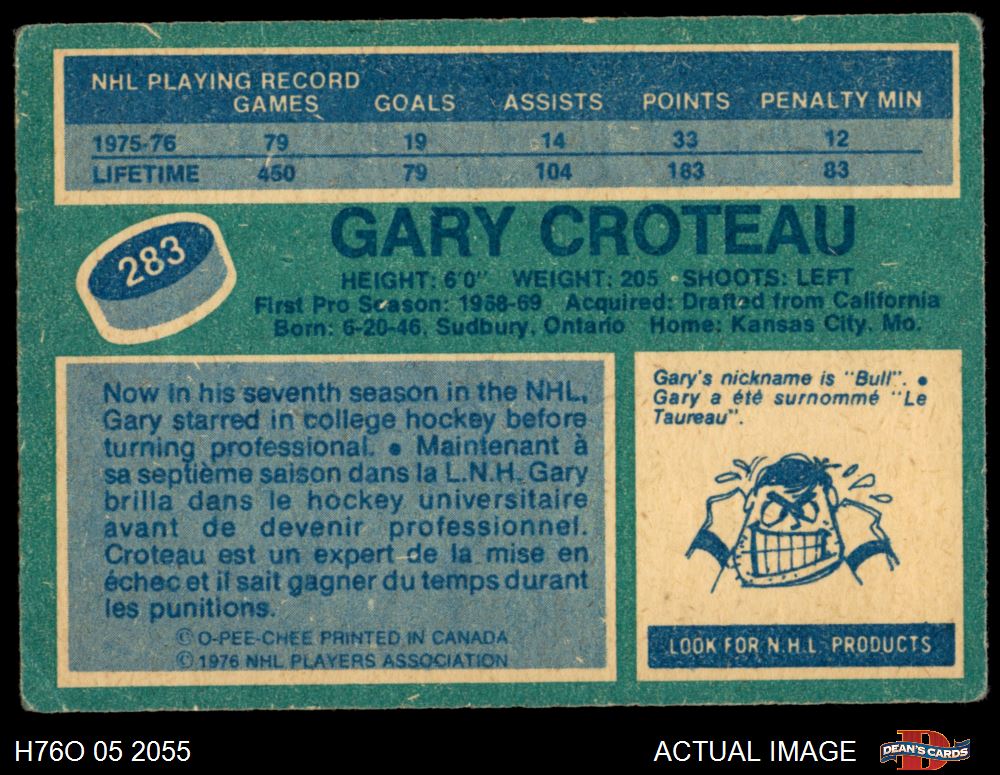 NHL PLAYING RECORD
GAMES GOALS ASSISTS POINTS PENALTY MIN
1975-76 79 19 14 33 12
LIFETIME 450 79 104 183 83
283
GARY CROTEAU
HEIGHT: 6'0" WEIGHT: 205 SHOOTS: LEFT
First Pro Season: 1968-69 Acquired: Drafted from California
Born: 6-20-46, Sudbury, Ontario Home: Kansas City, Mo.
Now in his seventh season in the NHL,
Gary starred in college hockey before
turning professional. • Maintenant à
sa septième saison dans la L.N.H. Gary
brilla dans le hockey universitaire
avant de devenir professionnel.
Croteau est un expert de la mise en
échec et il sait gagner du temps durant
les punitions.
© O-PEE-CHEE PRINTED IN CANADA
© 1976 NHL PLAYERS ASSOCIATION
Gary's nickname is "Bull". •
Gary a été surnommé "Le
Taureau".
LOOK FOR N.H.L. PRODUCTS
H76O 05 2055
ACTUAL IMAGE
D
DEAN'S CARDS